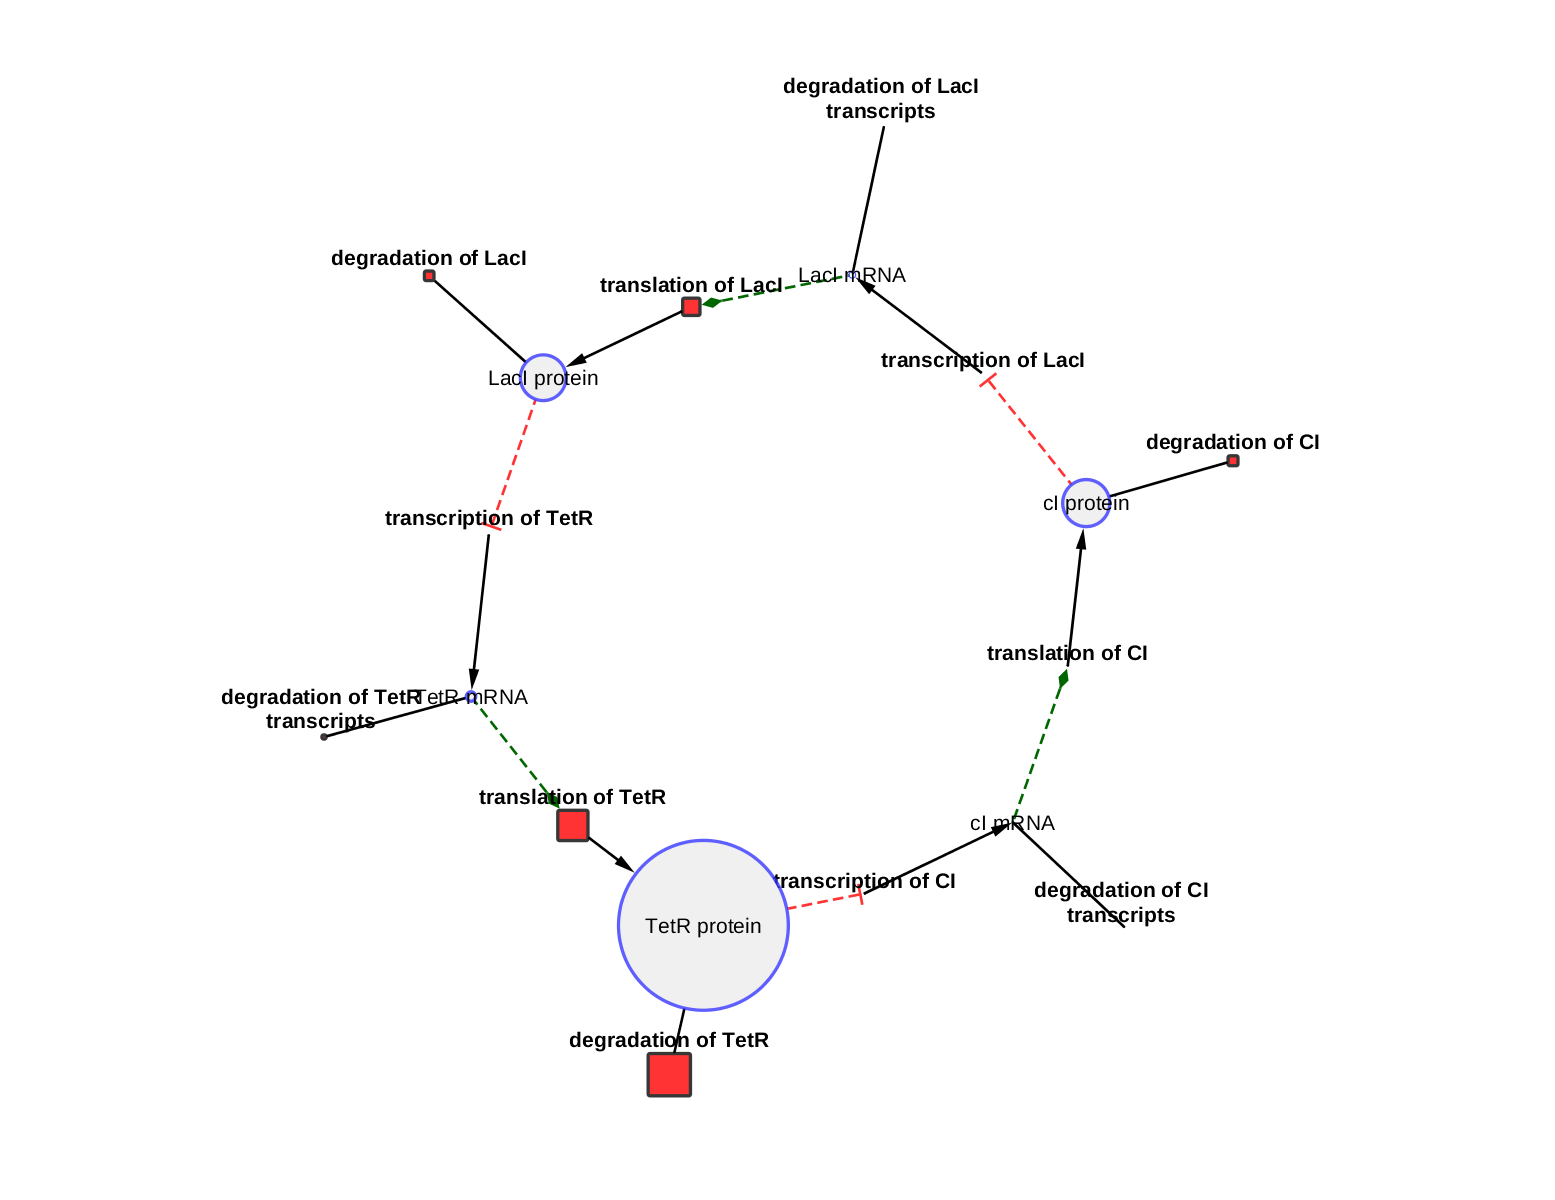 degradation of LacI
transcripts
degradation of LacI
translation of LacI
LacI mRNA
transcription of LacI
LacI protein
degradation of CI
cI protein
transcription of TetR
translation of CI
degradation of TetR
transcripts
TetR mRNA
translation of TetR
cI mRNA
transcription of CI
degradation of CI
transcripts
TetR protein
degradation of TetR